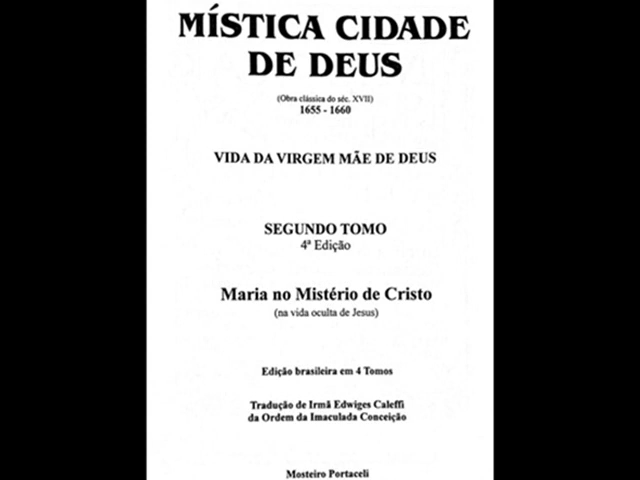 MÍSTICA CIDADE
DE DEUS
(Obra clássica do séc. XVII)
1655 - 1660
VIDA DA VIRGEM MÃE DE DEUS
SEGUNDO TOMO
4ª Edição
Maria no Mistério de Cristo
(na vida oculta de Jesus)
Edição brasileira em 4 Tomos
Tradução de Irmã Edwiges Caleffi
da Ordem da Imaculada Conceição
Mosteiro Portaceli